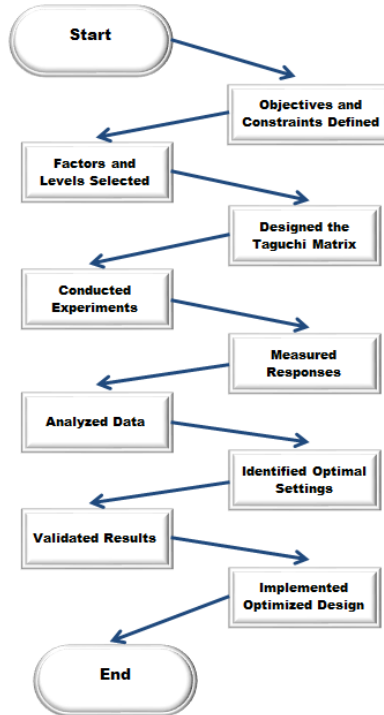 Start
Objectives and
Constraints Defined
Factors and
Levels Selected
Designed the
Taguchi Matrix
Conducted
Experiments
Measured
Responses
Analyzed Data
Identified Optimal
Settings
Validated Results
Implemented
Optimized Design
End